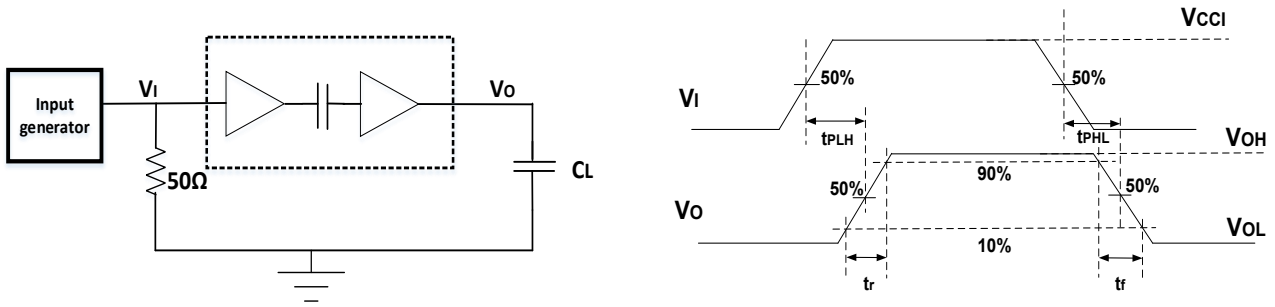 Input
generator
VI
50Ω
VO
CL
VCCI
50%
50%
VI
tPLH
tPHL
VOH
90%
50%
50%
VO
VOL
10%
tr
tf